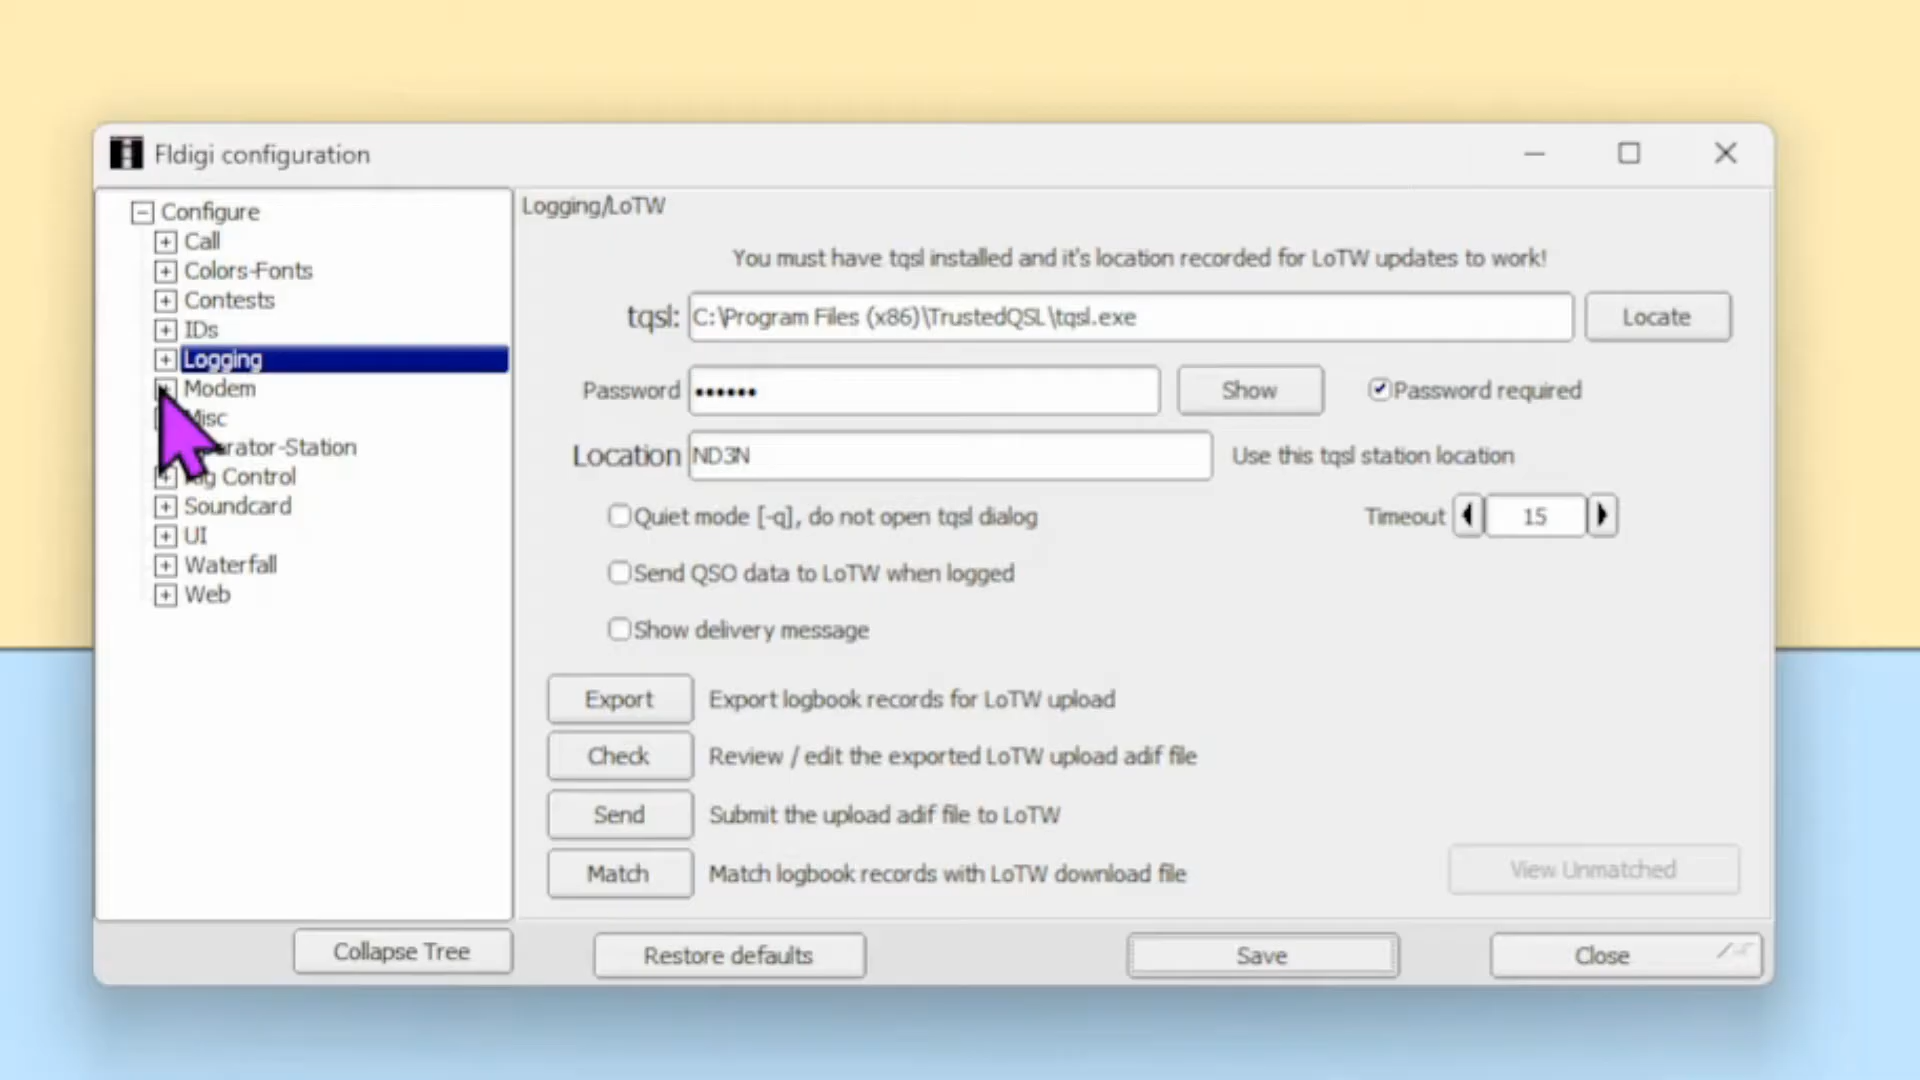 Fldigi configuration
Configure
Call
Colors-Fonts
Contests
IDs
Logging
Modem
Misc
rator-Station
Control
Soundcard
UI
Waterfall
Web
Collapse Tree
Logging/LoTW
You must have tqsl installed and it's location recorded for LoTW updates to work!
tqsl: C:\Program Files (x86)\TrustedQSL\tqsl.exe Locate
Password •••••• Show Password required
Location ND3N Use this tqsl station location
Quiet mode [-q], do not open tqsl dialog Timeout 15
Send QSO data to LoTW when logged
Show delivery message
Export Export logbook records for LoTW upload
Check Review / edit the exported LoTW upload adif file
Send Submit the upload adif file to LoTW
Match Match logbook records with LoTW download file View Unmatched
Restore defaults Save Close